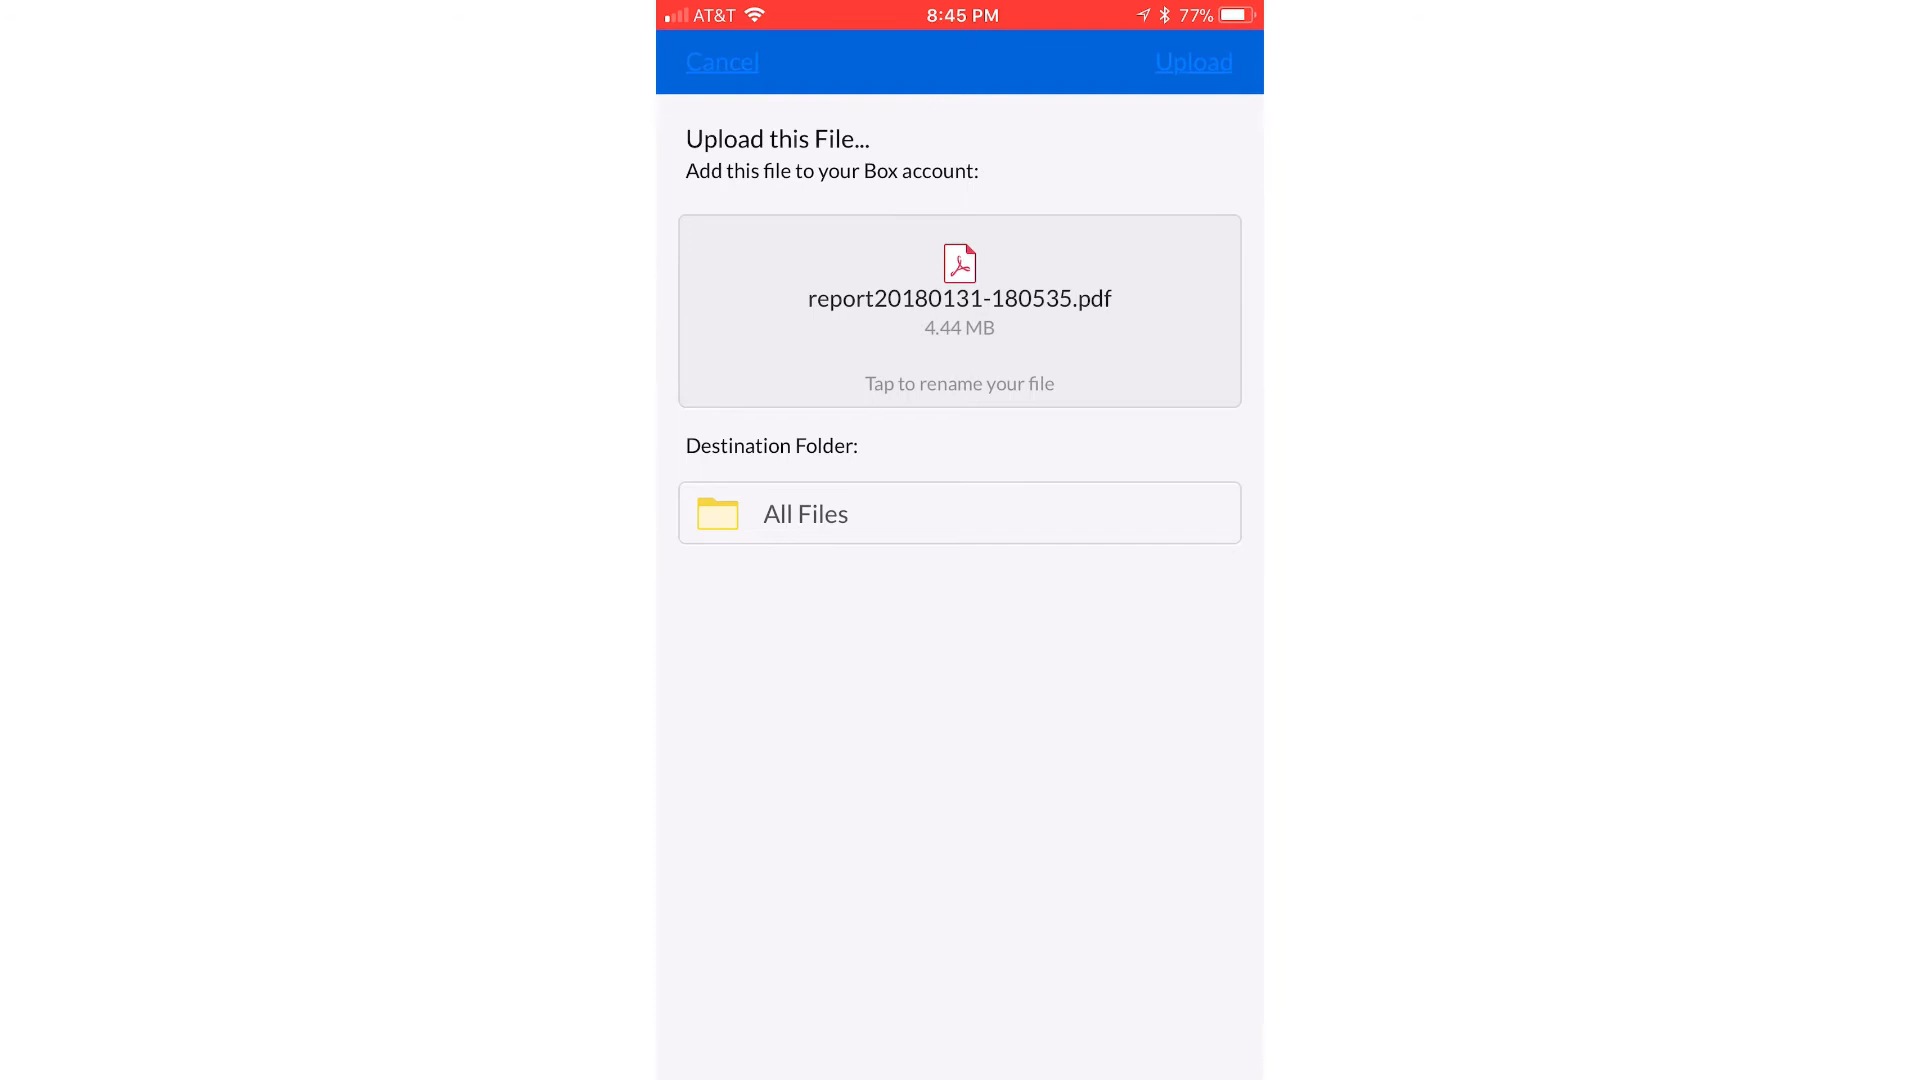 AT&T 8:45 PM 77%
Cancel Upload
Upload this File...
Add this file to your Box account:
report20180131-180535.pdf
4.44 MB
Tap to rename your file
Destination Folder:
All Files